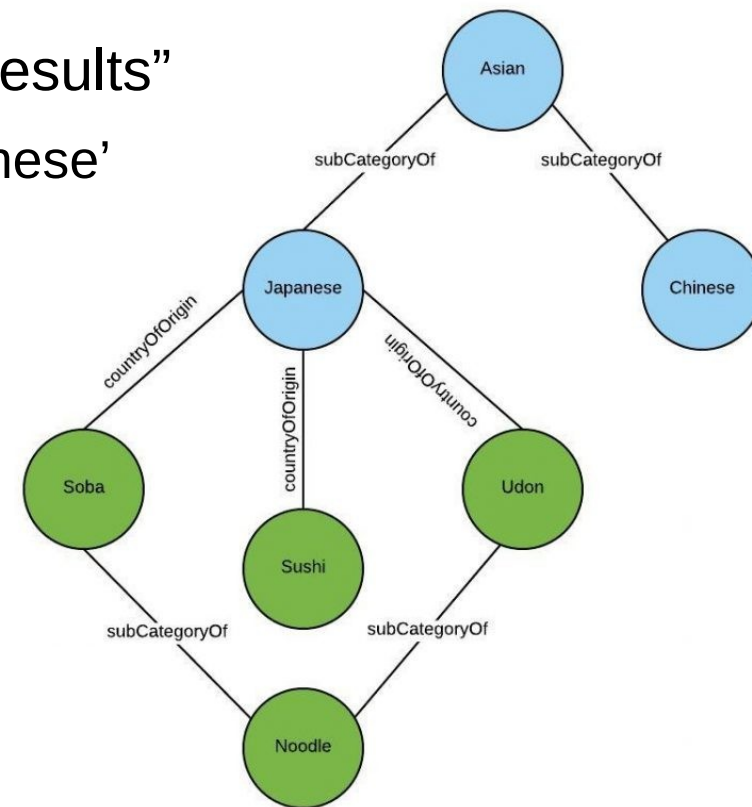 esults”
nese’
Asian
subCategoryOf
subCategoryOf
Japanese
Chinese
countryOfOrigin
countryOfOrigin
countryOfOrigin
Soba
Udon
Sushi
subCategoryOf
subCategoryOf
Noodle